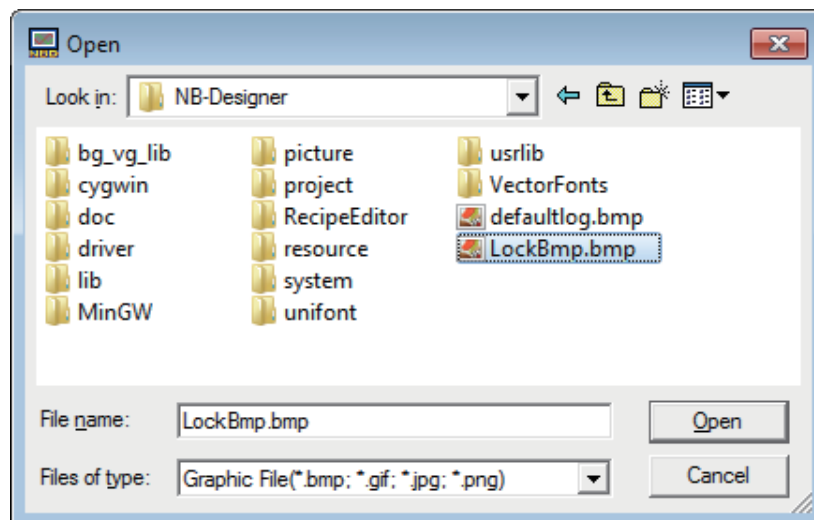 Open
Look in: NB-Designer
bg_vg_lib picture usrlib
cygwin project VectorFonts
doc RecipeEditor defaultlog.bmp
driver resource LockBmp.bmp
lib system
MinGW unifont
File name: LockBmp.bmp Open
Files of type: Graphic File(*.bmp; *.gif; *.jpg; *.png) Cancel